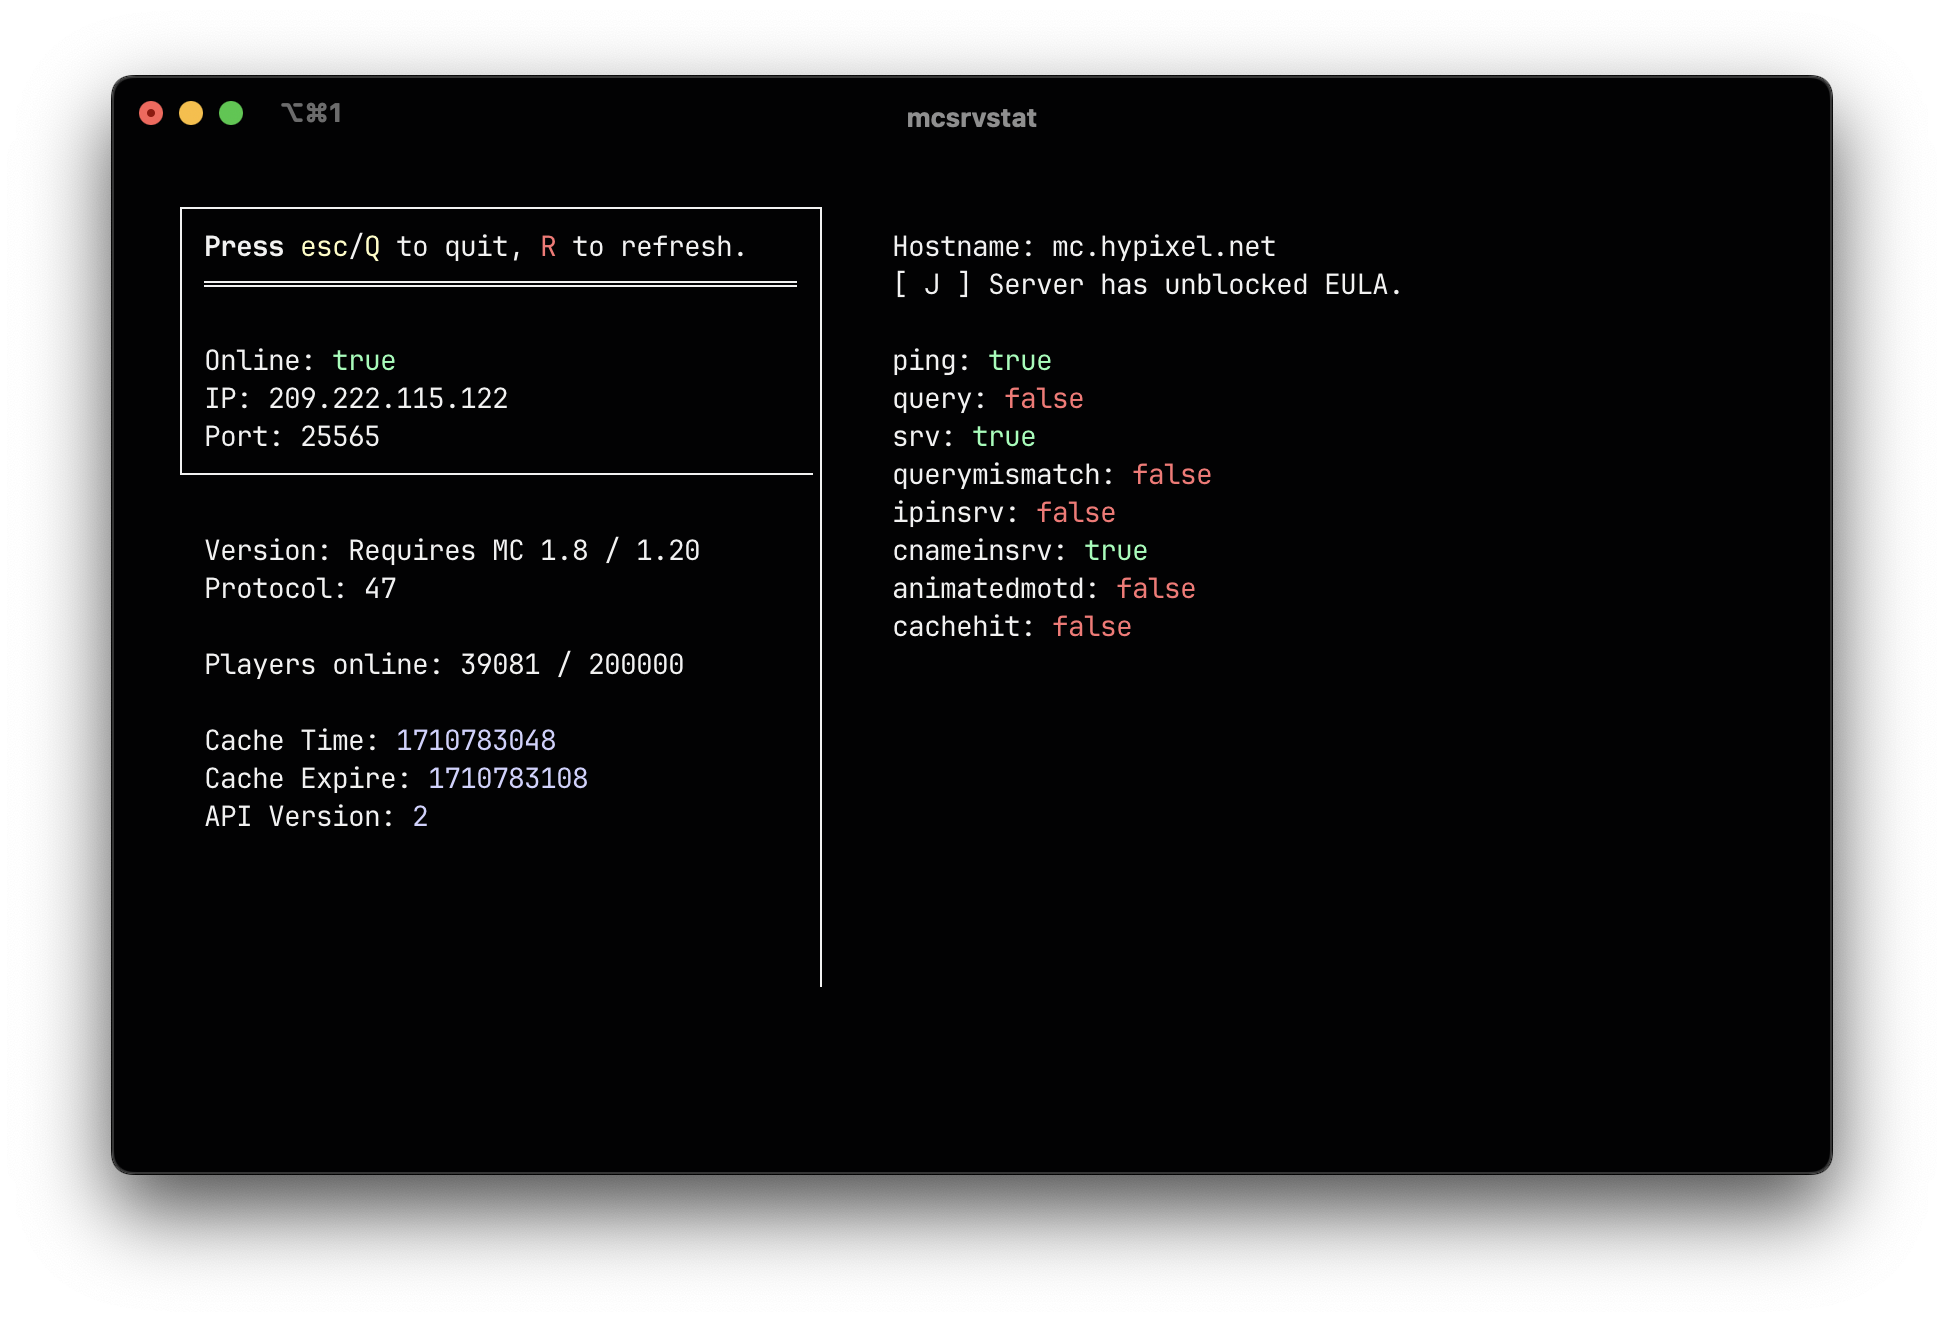 ⌥⌘1
mcsrvstat
Press esc/Q to quit, R to refresh.
Online: true
IP: 209.222.115.122
Port: 25565
Version: Requires MC 1.8 / 1.20
Protocol: 47
Players online: 39081 / 200000
Cache Time: 1710783048
Cache Expire: 1710783108
API Version: 2
Hostname: mc.hypixel.net
[ J ] Server has unblocked EULA.
ping: true
query: false
srv: true
querymismatch: false
ipinsrv: false
cnameinsrv: true
animatedmotd: false
cachehit: false